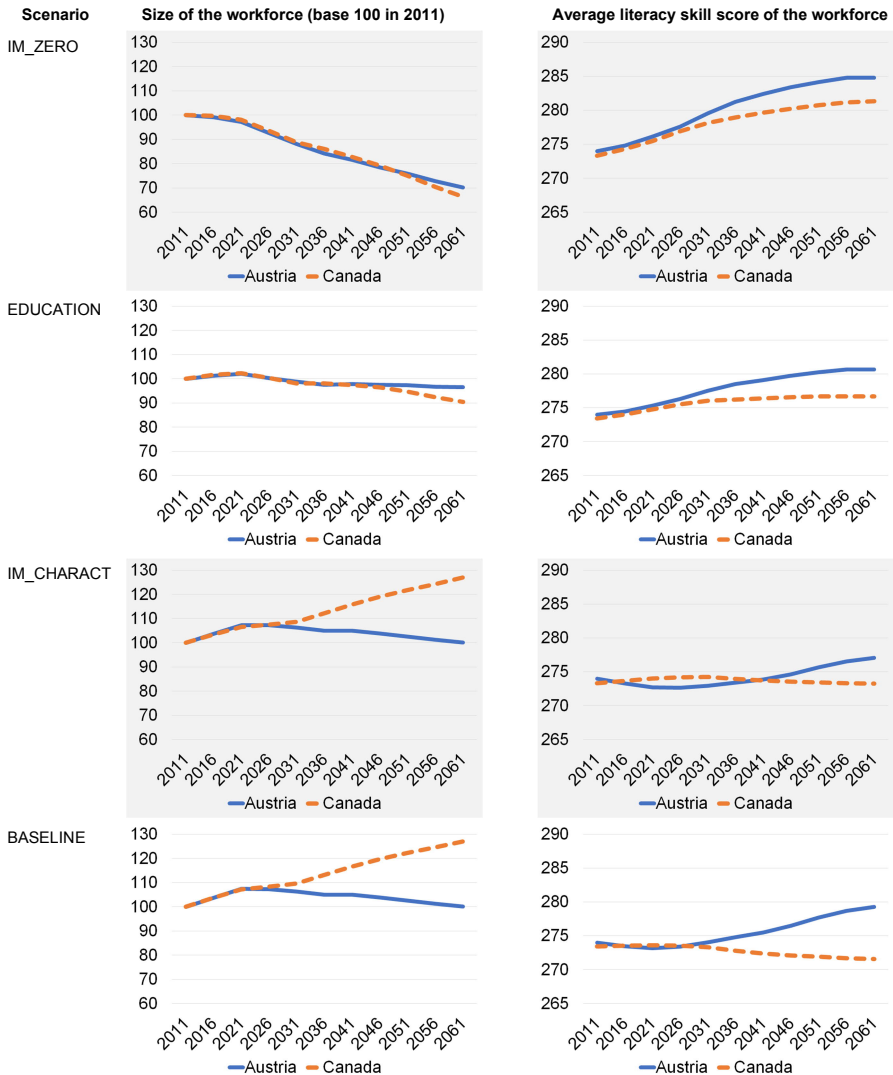 Scenario
Size of the workforce (base 100 in 2011)
Average literacy skill score of the workforce
IM_ZERO
130
120
110
100
90
80
70
60
2011 2016 2021 2026 2031 2036 2041 2046 2051 2056 2061
Austria Canada
290
285
280
275
270
265
2011 2016 2021 2026 2031 2036 2041 2046 2051 2056 2061
Austria Canada
EDUCATION
130
120
110
100
90
80
70
60
2011 2016 2021 2026 2031 2036 2041 2046 2051 2056 2061
Austria Canada
290
285
280
275
270
265
2011 2016 2021 2026 2031 2036 2041 2046 2051 2056 2061
Austria Canada
IM_CHARACT
130
120
110
100
90
80
70
60
2011 2016 2021 2026 2031 2036 2041 2046 2051 2056 2061
Austria Canada
290
285
280
275
270
265
2011 2016 2021 2026 2031 2036 2041 2046 2051 2056 2061
Austria Canada
BASELINE
130
120
110
100
90
80
70
60
2011 2016 2021 2026 2031 2036 2041 2046 2051 2056 2061
Austria Canada
290
285
280
275
270
265
2011 2016 2021 2026 2031 2036 2041 2046 2051 2056 2061
Austria Canada